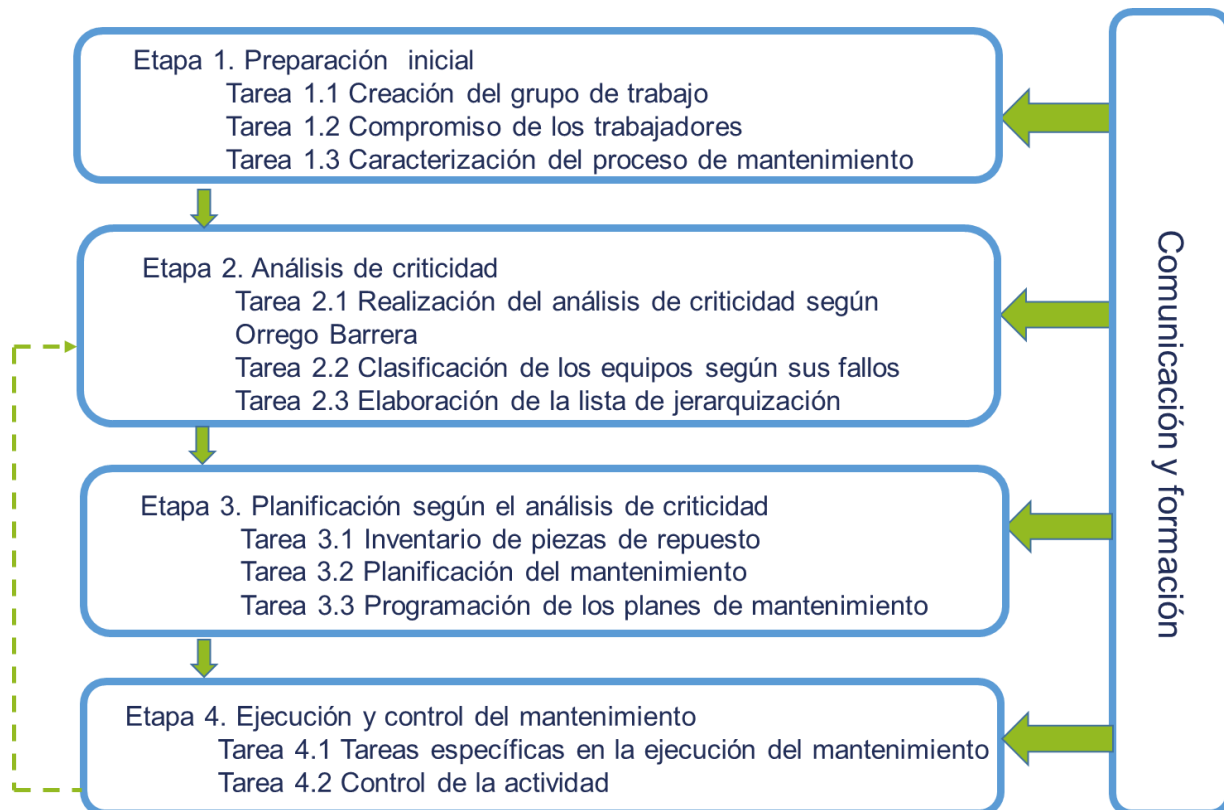 Etapa 1. Preparación inicial
Tarea 1.1 Creación del grupo de trabajo
Tarea 1.2 Compromiso de los trabajadores
Tarea 1.3 Caracterización del proceso de mantenimiento
Etapa 2. Análisis de criticidad
Tarea 2.1 Realización del análisis de criticidad según
Orrego Barrera
Tarea 2.2 Clasificación de los equipos según sus fallos
Tarea 2.3 Elaboración de la lista de jerarquización
Etapa 3. Planificación según el análisis de criticidad
Tarea 3.1 Inventario de piezas de repuesto
Tarea 3.2 Planificación del mantenimiento
Tarea 3.3 Programación de los planes de mantenimiento
Etapa 4. Ejecución y control del mantenimiento
Tarea 4.1 Tareas específicas en la ejecución del mantenimiento
Tarea 4.2 Control de la actividad
Comunicación y formación